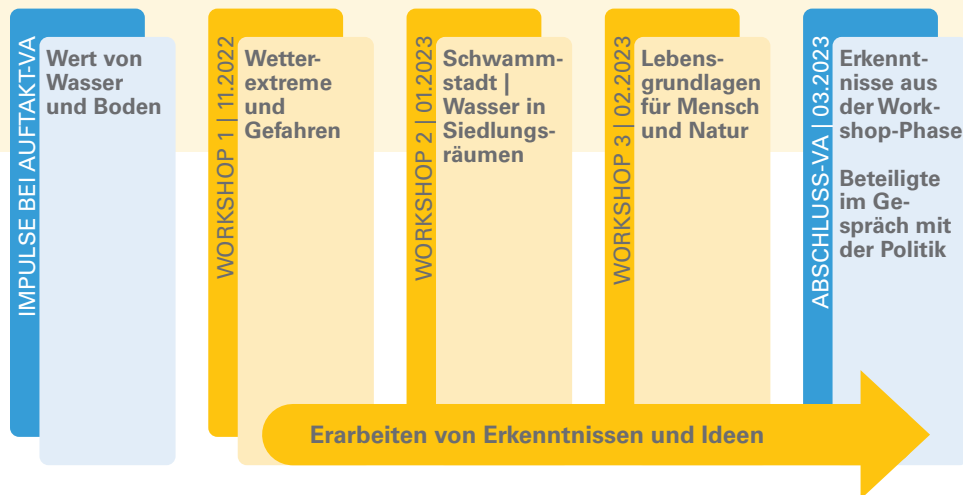 IMPULSE BEI AUFTAKT-VA
Wert von
Wasser
und Boden
WORKSHOP 1 | 11.2022
Wetter-
extreme
und
Gefahren
WORKSHOP 2 | 01.2023
Schwamm-
stadt |
Wasser in
Siedlungs-
räumen
WORKSHOP 3 | 02.2023
Lebens-
grundlagen
für Mensch
und Natur
ABSCHLUSS-VA | 03.2023
Erkennt-
nisse aus
der Work-
shop-Phase
Beteiligte
im Ge-
spräch mit
der Politik
Erarbeiten von Erkenntnissen und Ideen